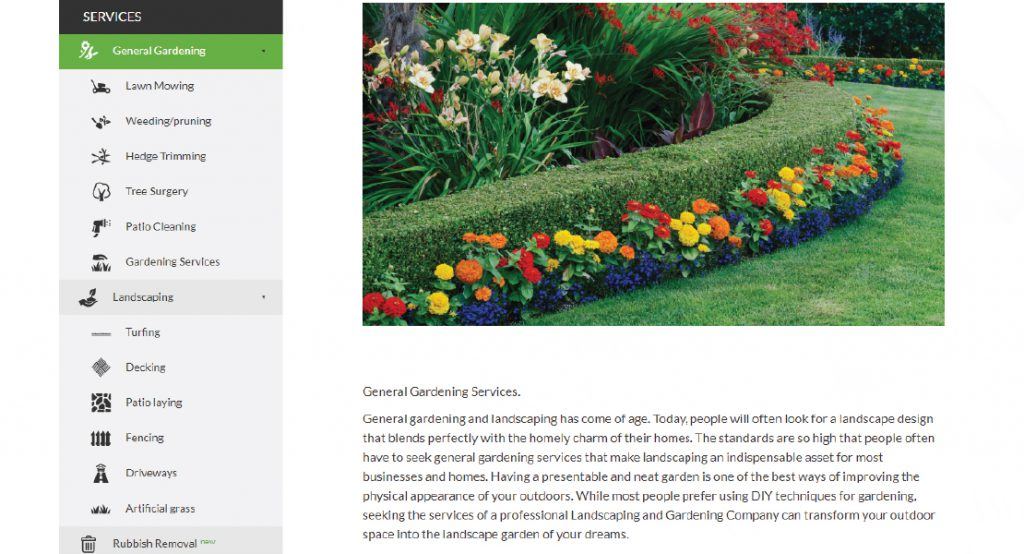 SERVICES
General Gardening
Lawn Mowing
Weeding/pruning
Hedge Trimming
Tree Surgery
Patio Cleaning
Gardening Services
Landscaping
Turfing
Decking
Patio laying
Fencing
Driveways
Artificial grass
Rubbish Removal new
General Gardening Services.
General gardening and landscaping has come of age. Today, people will often look for a landscape design
that blends perfectly with the homely charm of their homes. The standards are so high that people often
have to seek general gardening services that make landscaping an indispensable asset for most
businesses and homes. Having a presentable and neat garden is one of the best ways of improving the
physical appearance of your outdoors. While most people prefer using DIY techniques for gardening,
seeking the services of a professional Landscaping and Gardening Company can transform your outdoor
space into the landscape garden of your dreams.